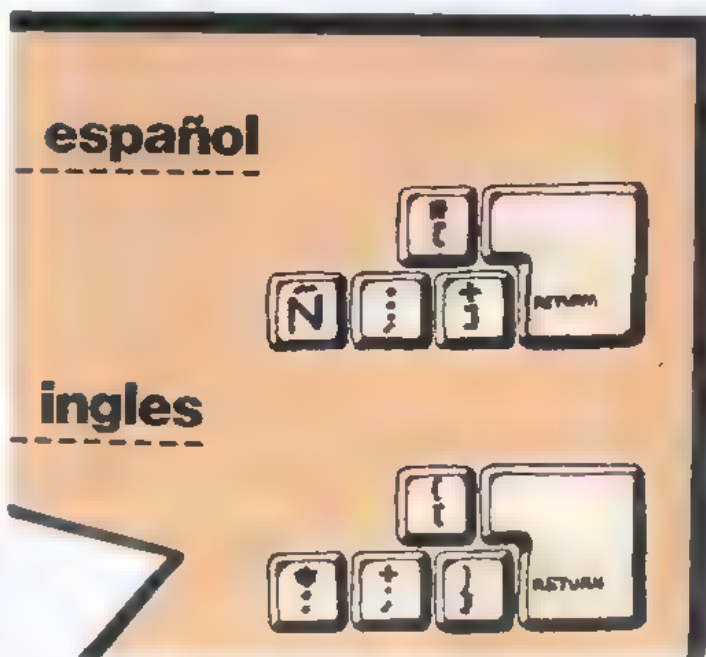 español
* [
RETURN
Ñ : ; + ]
ingles
{ [
RETURN
* : + ; } ]